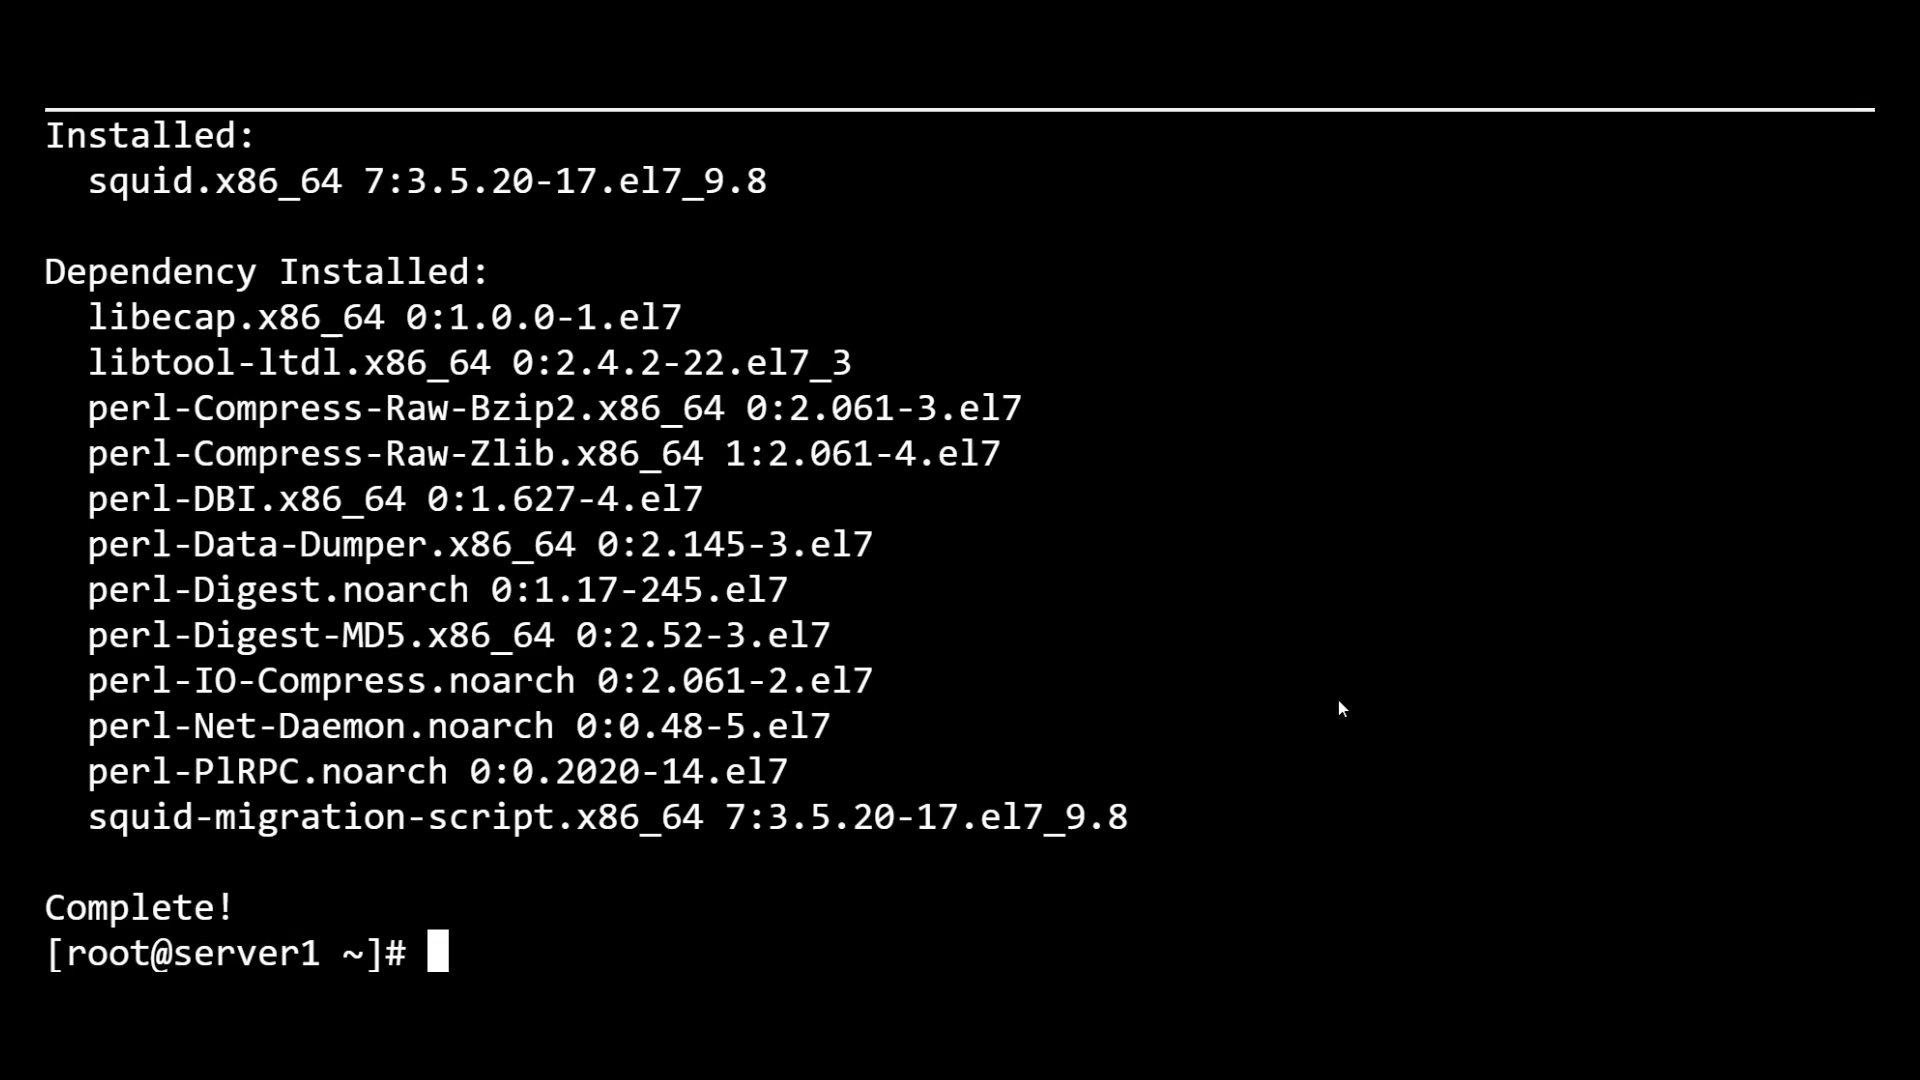 Installed:
  squid.x86_64 7:3.5.20-17.el7_9.8

Dependency Installed:
  libecap.x86_64 0:1.0.0-1.el7
  libtool-ltdl.x86_64 0:2.4.2-22.el7_3
  perl-Compress-Raw-Bzip2.x86_64 0:2.061-3.el7
  perl-Compress-Raw-Zlib.x86_64 1:2.061-4.el7
  perl-DBI.x86_64 0:1.627-4.el7
  perl-Data-Dumper.x86_64 0:2.145-3.el7
  perl-Digest.noarch 0:1.17-245.el7
  perl-Digest-MD5.x86_64 0:2.52-3.el7
  perl-IO-Compress.noarch 0:2.061-2.el7
  perl-Net-Daemon.noarch 0:0.48-5.el7
  perl-PlRPC.noarch 0:0.2020-14.el7
  squid-migration-script.x86_64 7:3.5.20-17.el7_9.8

Complete!
[root@server1 ~]#